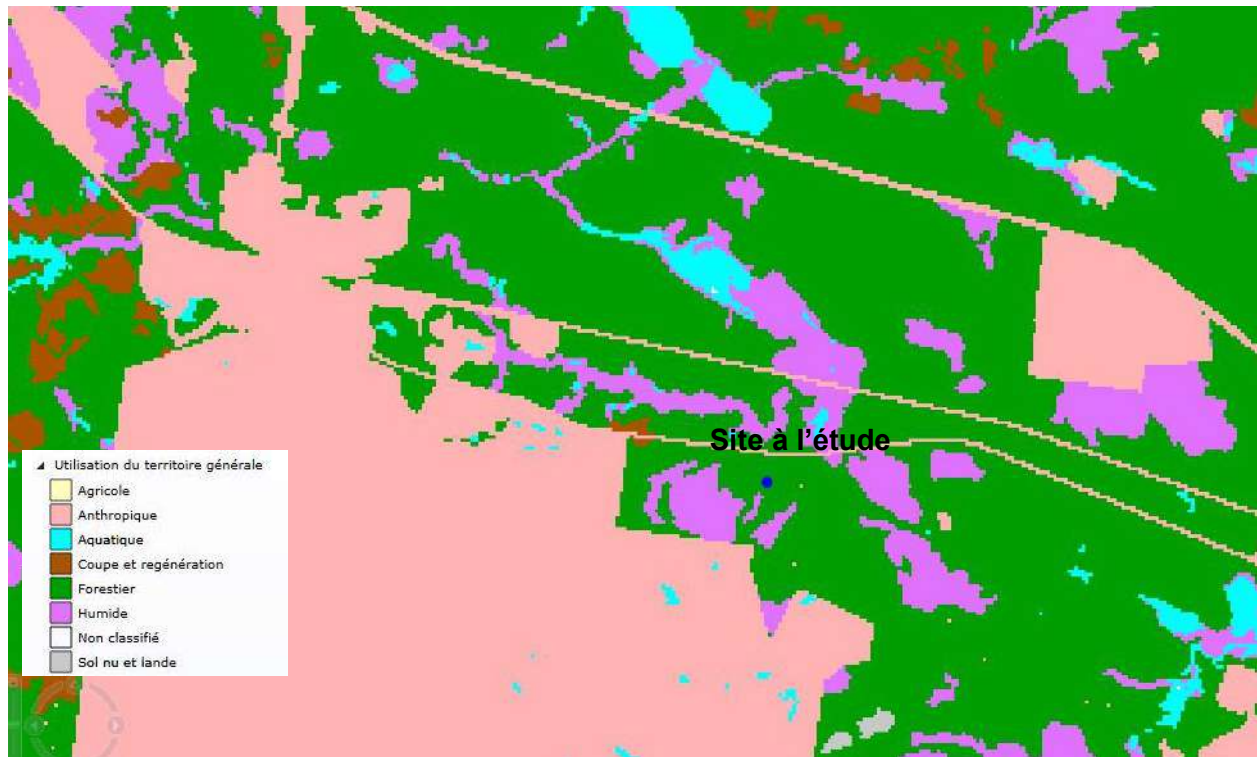 Site à l'étude
Utilisation du territoire générale
Agricole
Anthropique
Aquatique
Coupe et regénération
Forestier
Humide
Non classifié
Sol nu et lande